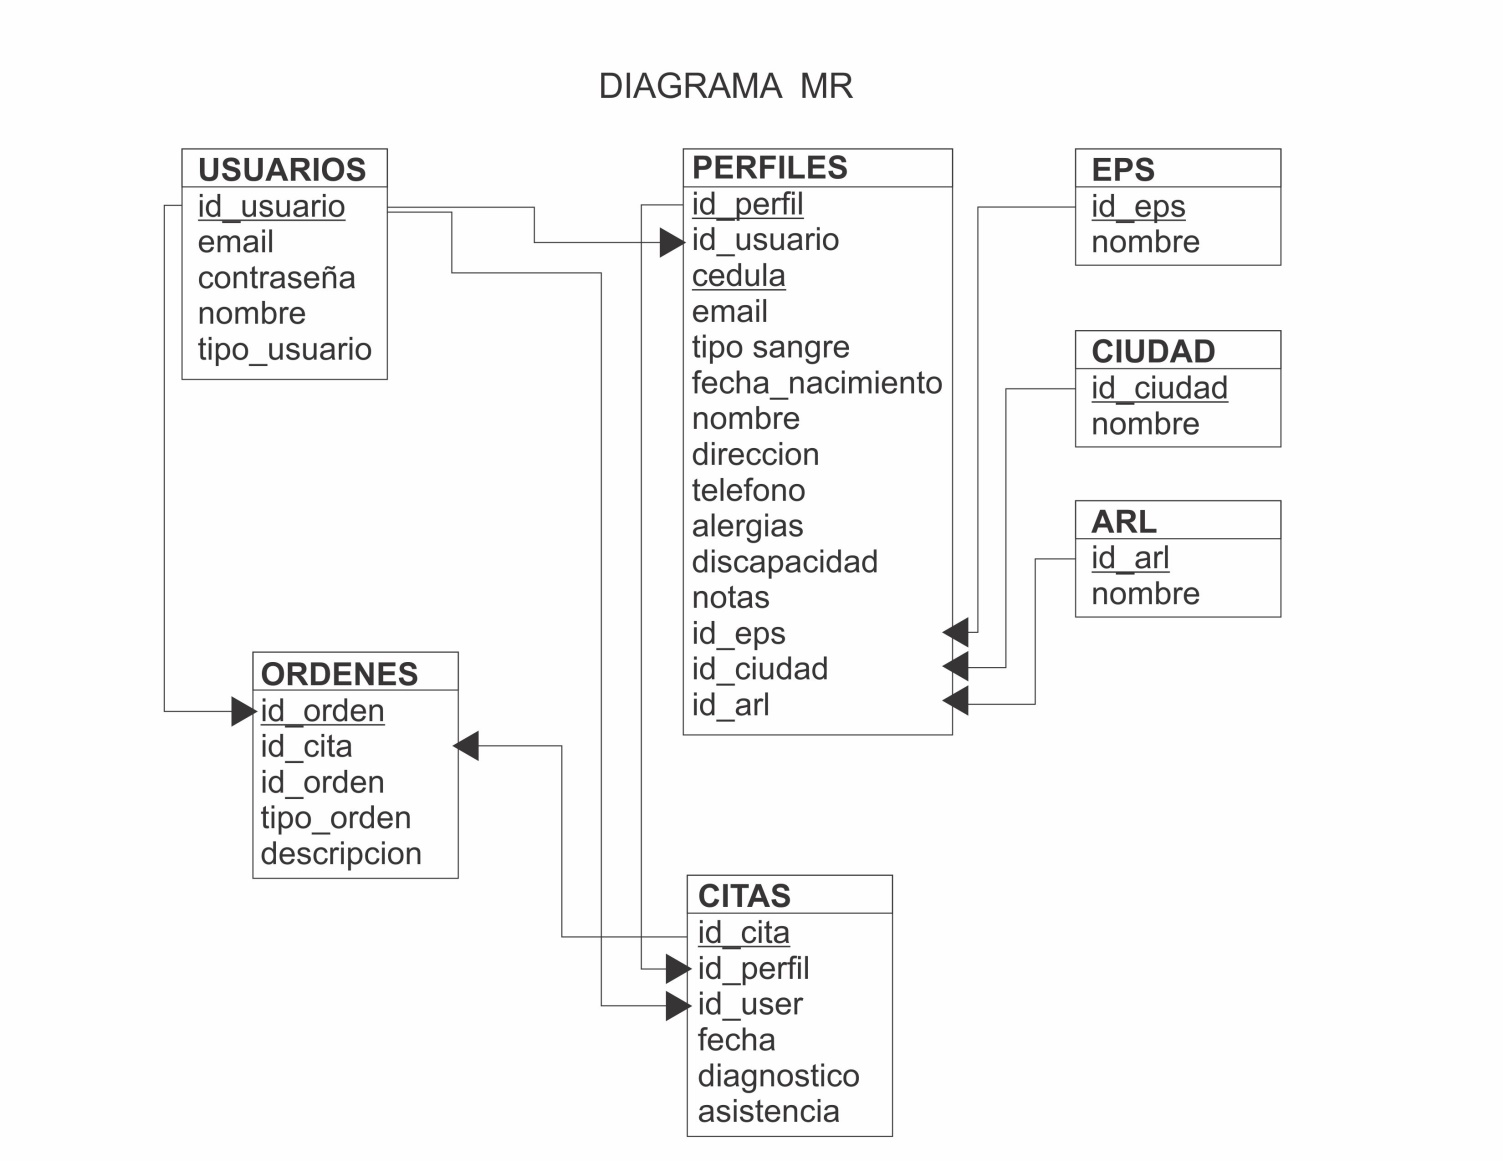 DIAGRAMA MR
USUARIOS
id_usuario
email
contraseña
nombre
tipo_usuario
PERFILES
id_perfil
id_usuario
cedula
email
tipo sangre
fecha_nacimiento
nombre
direccion
telefono
alergias
discapacidad
notas
id_eps
id_ciudad
id_arl
EPS
id_eps
nombre
CIUDAD
id_ciudad
nombre
ARL
id_arl
nombre
ORDENES
id_orden
id_cita
id_orden
tipo_orden
descripcion
CITAS
id_cita
id_perfil
id_user
fecha
diagnostico
asistencia